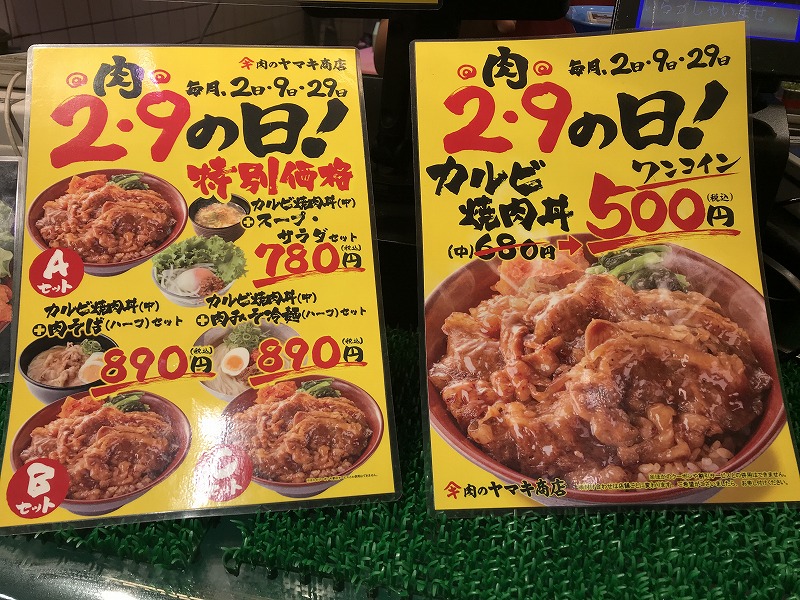 肉のヤマキ商店
肉
毎月、2日・9日・29日
2・9の日!
特別価格
カルビ焼肉丼(中)
+スープ・
サラダセット
(税込)
780円
Aセット
カルビ焼肉丼(中)
+肉そば(ハーフ)セット
(税込)
890円
Bセット
カルビ焼肉丼(中)
+肉みそ冷麺(ハーフ)セット
(税込)
890円
セット
肉
毎月、2日・9日・29日
2・9の日!
カルビ
焼肉丼
ワンコイン
(中)680円→500円
(税込)
肉のヤマキ商店